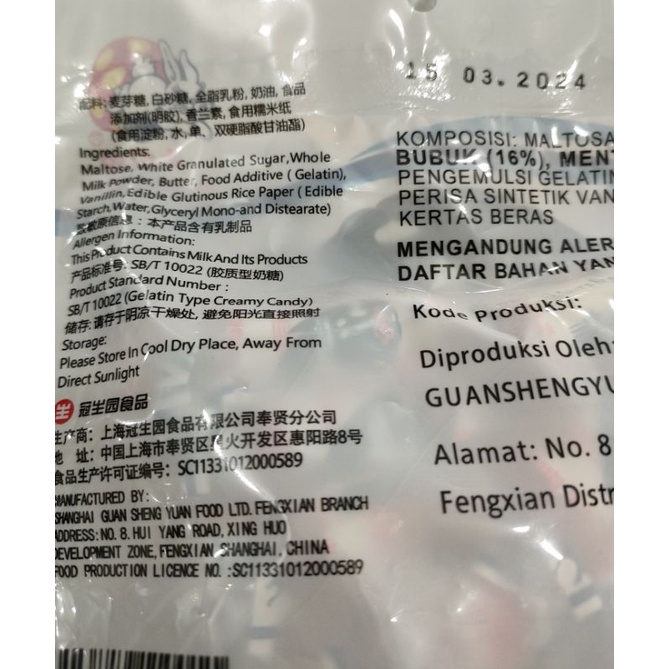 15 03.2024
配料: 麦芽糖, 白砂糖, 全脂乳粉, 奶油, 食品
添加剂(明胶), 香兰素, 食用糯米纸
(食用淀粉, 水, 单、双硬脂酸甘油酯)
Ingredients:
Maltose, White Granulated Sugar,Whole
Milk Powder, Butter, Food Additive ( Gelatin),
Vanillin,Edible Glutinous Rice Paper ( Edible
Starch,Water,Glyceryl Mono-and Distearate)
致敏原信息：本产品含有乳制品
Allergen Information:
This Product Contains Milk And Its Products
产品标准号: SB/T 10022 (胶质型奶糖)
Product Standard Number :
SB/T 10022 (Gelatin Type Creamy Candy)
储存: 请存于阴凉干燥处, 避免阳光直接照射
Storage:
Please Store In Cool Dry Place, Away From
Direct Sunlight
生 冠生园食品
生产商: 上海冠生园食品有限公司奉贤分公司
地 址: 中国上海市奉贤区星火开发区惠阳路8号
食品生产许可证编号: SC11331012000589
MANUFACTURED BY:
SHANGHAI GUAN SHENG YUAN FOOD LTD. FENGXIAN BRANCH
ADDRESS:NO. 8. HUI YANG ROAD, XING HUO
DEVELOPMENT ZONE, FENGXIAN SHANGHAI, CHINA
FOOD PRODUCTION LICENCE NO. :SC11331012000589
KOMPOSISI: MALTOSA
BUBUK (16%), MENT
PENGEMULSI GELATIN
PERISA SINTETIK VAN
KERTAS BERAS
MENGANDUNG ALER
DAFTAR BAHAN YAN
Kode Produksi:
Diproduksi Oleh:
GUANSHENGYU
Alamat: No. 8
Fengxian Distr